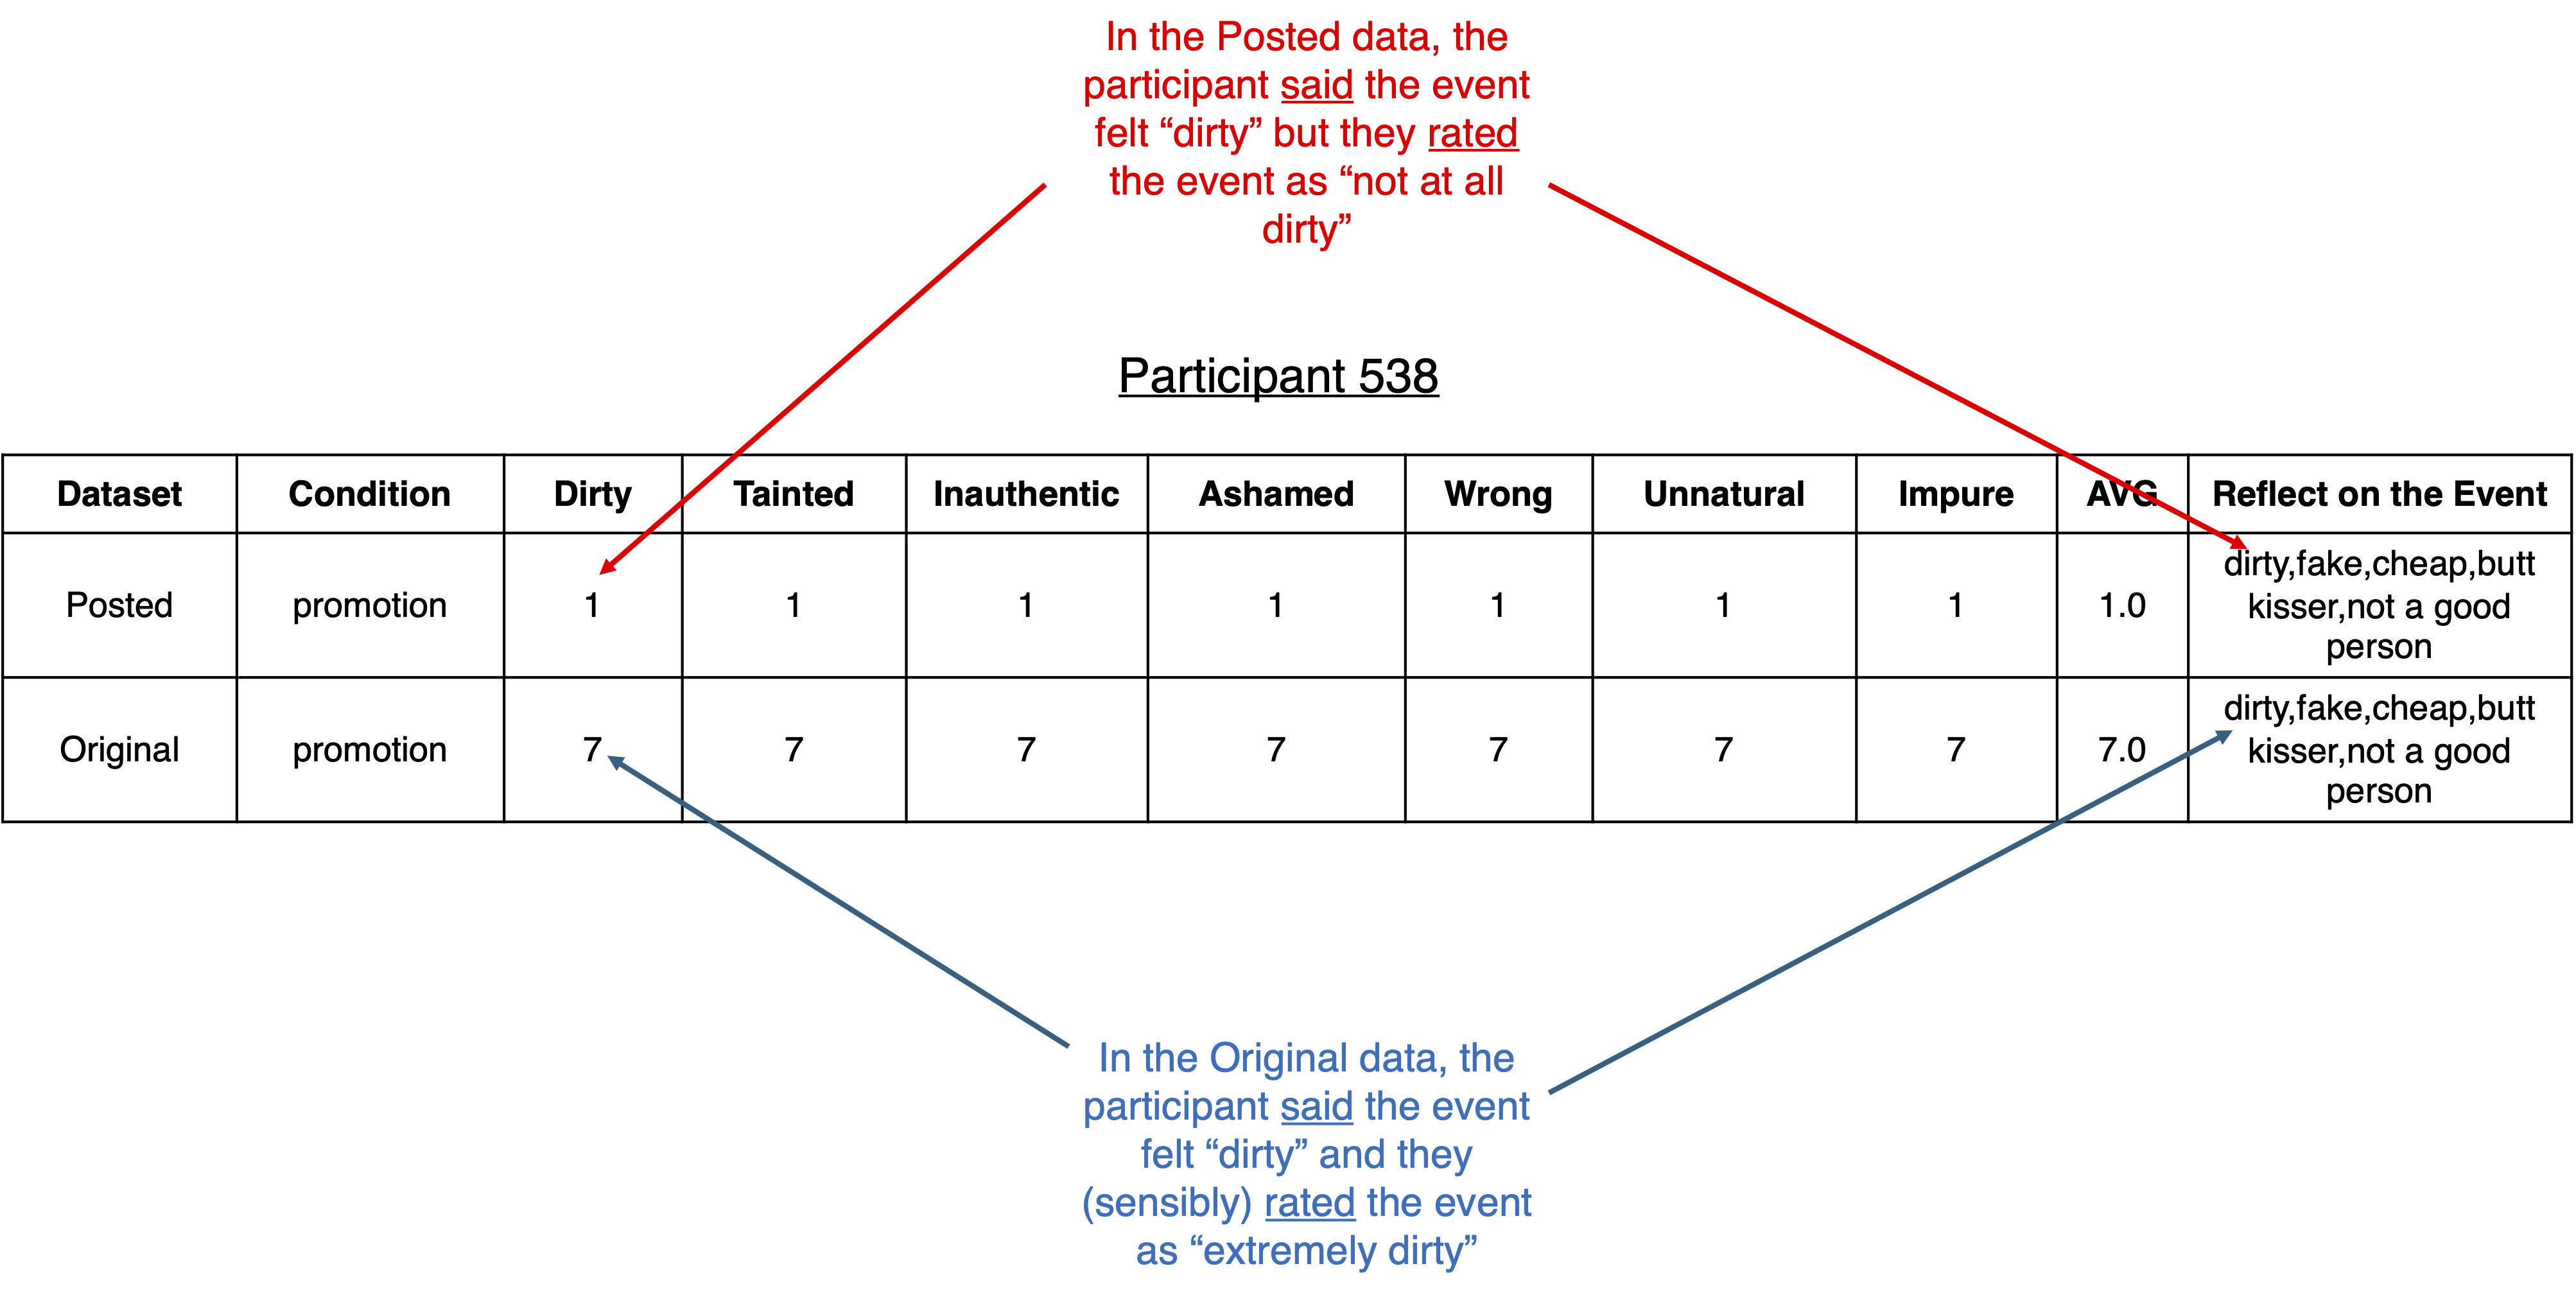 In the Posted data, the
participant said the event
felt “dirty” but they rated
the event as “not at all
dirty”
Participant 538
Dataset Condition Dirty Tainted Inauthentic Ashamed Wrong Unnatural Impure AVG Reflect on the Event
Posted promotion 1 1 1 1 1 1 1 1.0 dirty,fake,cheap,butt
kisser,not a good
person
Original promotion 7 7 7 7 7 7 7 7.0 dirty,fake,cheap,butt
kisser,not a good
person
In the Original data, the
participant said the event
felt “dirty” and they
(sensibly) rated the event
as “extremely dirty”